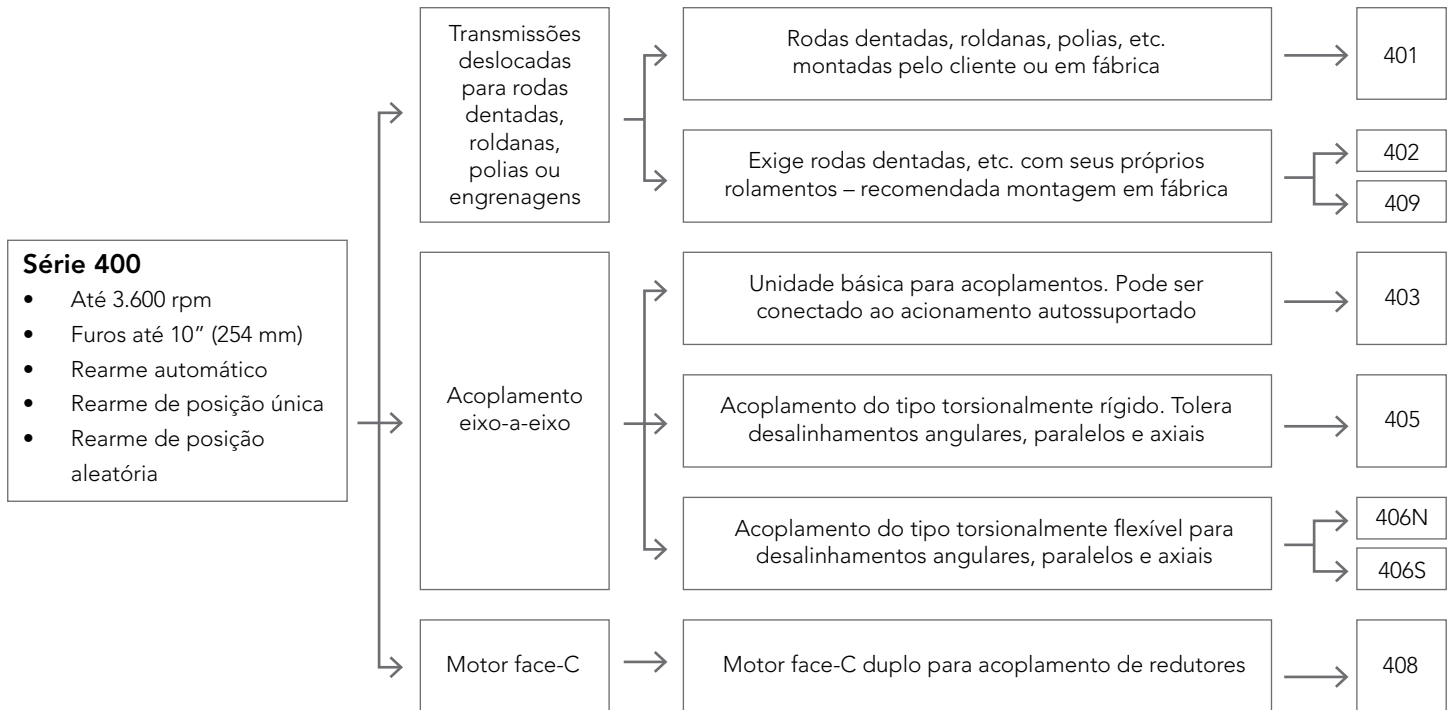 Série 400
• Até 3.600 rpm
• Furos até 10” (254 mm)
• Rearme automático
• Rearme de posição única
• Rearme de posição
aleatória
Transmissões
deslocadas
para rodas
dentadas,
roldanas,
polias ou
engrenagens
Rodas dentadas, roldanas, polias, etc.
montadas pelo cliente ou em fábrica
401
Exige rodas dentadas, etc. com seus próprios
rolamentos – recomendada montagem em fábrica
402
409
Acoplamento
eixo-a-eixo
Unidade básica para acoplamentos. Pode ser
conectado ao acionamento autossuportado
403
Acoplamento do tipo torsionalmente rígido. Tolera
desalinhamentos angulares, paralelos e axiais
405
Acoplamento do tipo torsionalmente flexível para
desalinhamentos angulares, paralelos e axiais
406N
406S
Motor face-C
Motor face-C duplo para acoplamento de redutores
408